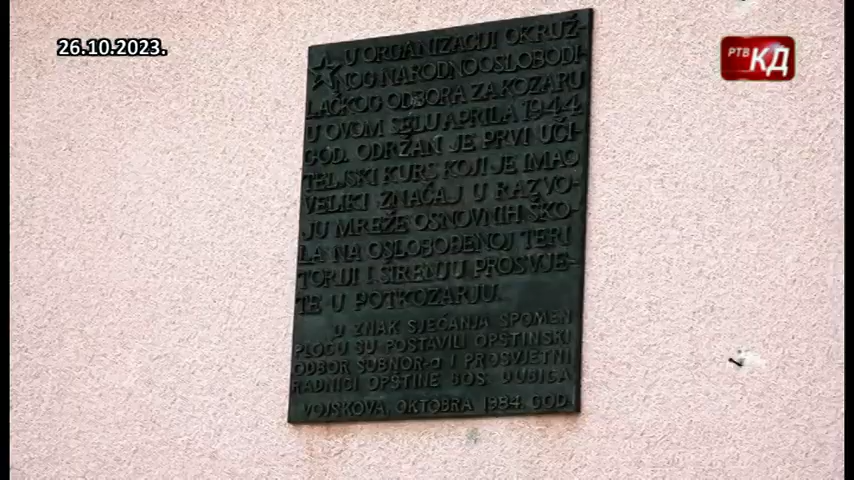 26.10.2023.
РТВ КД
U ORGANIZACIJI OKRUŽ-
NOG NARODNOOSLOBODI-
LAČKOG ODBORA ZA KOZARU
U OVOM SELU APRILA 1944
GOD. ODRŽAN JE PRVI UČI-
TELJSKI KURS KOJI JE IMAO
VELIKI ZNAČAJ U RAZVO-
JU MREŽE OSNOVNIH ŠKO-
LA NA OSLOBOĐENOJ TERI
TORIJI I ŠIRENJU PROSVJE-
TE U POTKOZARJU.
U ZNAK SJEĆANJA SPOMEN
PLOČU SU POSTAVILI OPŠTINSKI
ODBOR SUBNOR-a I PROSVJETNI
RADNICI OPŠTINE BOS. DUBICA
VOJSKOVA, OKTOBRA 1984. GOD.